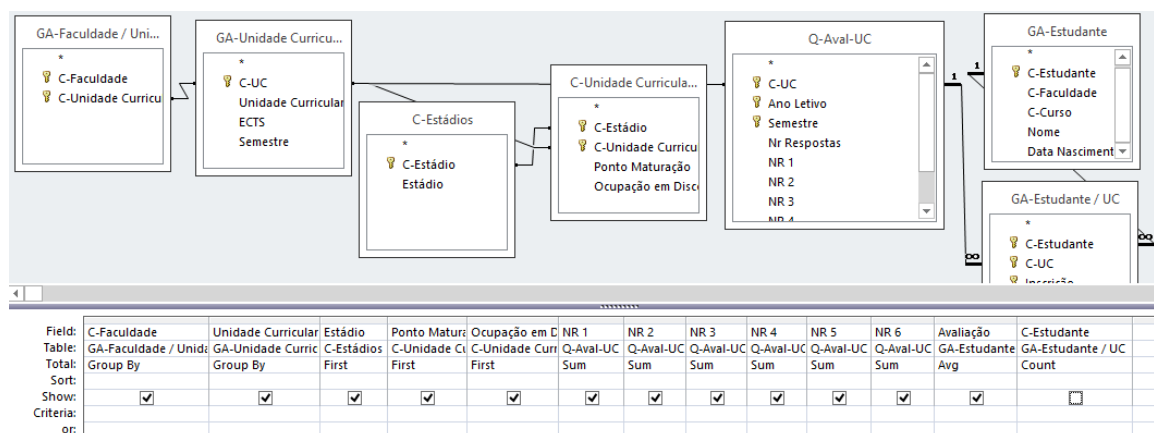 GA-Faculdade / Uni...
*
C-Faculdade
C-Unidade Curricu
GA-Unidade Curricu...
*
C-UC
Unidade Curricular
ECTS
Semestre
C-Estádios
*
C-Estádio
Estádio
C-Unidade Curricula...
*
C-Estádio
C-Unidade Curricu
Ponto Maturação
Ocupação em Disco
Q-Aval-UC
*
C-UC
Ano Letivo
Semestre
Nr Respostas
NR 1
NR 2
NR 3
NR 4
1
∞
GA-Estudante
*
1
C-Estudante
C-Faculdade
C-Curso
Nome
Data Nasciment
GA-Estudante / UC
*
C-Estudante
C-UC
Inscrição
∞
Field: C-Faculdade Unidade Curricular Estádio Ponto Matura Ocupação em D NR 1 NR 2 NR 3 NR 4 NR 5 NR 6 Avaliação C-Estudante
Table: GA-Faculdade / Unida GA-Unidade Curric C-Estádios C-Unidade Cu C-Unidade Curr Q-Aval-UC Q-Aval-UC Q-Aval-UC Q-Aval-UC Q-Aval-UC Q-Aval-UC GA-Estudante GA-Estudante / UC
Total: Group By Group By First First First Sum Sum Sum Sum Sum Sum Avg Count
Sort:
Show:
Criteria:
or: